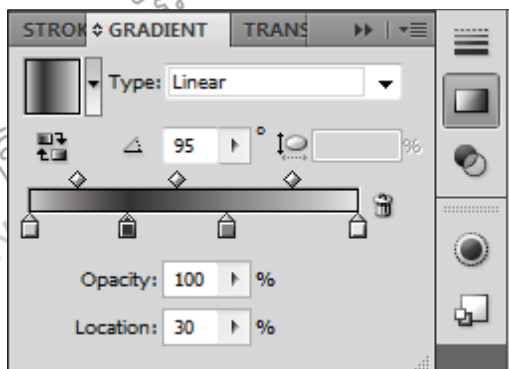 STROK GRADIENT TRANS
Type: Linear
95 ° %
Opacity: 100 %
Location: 30 %